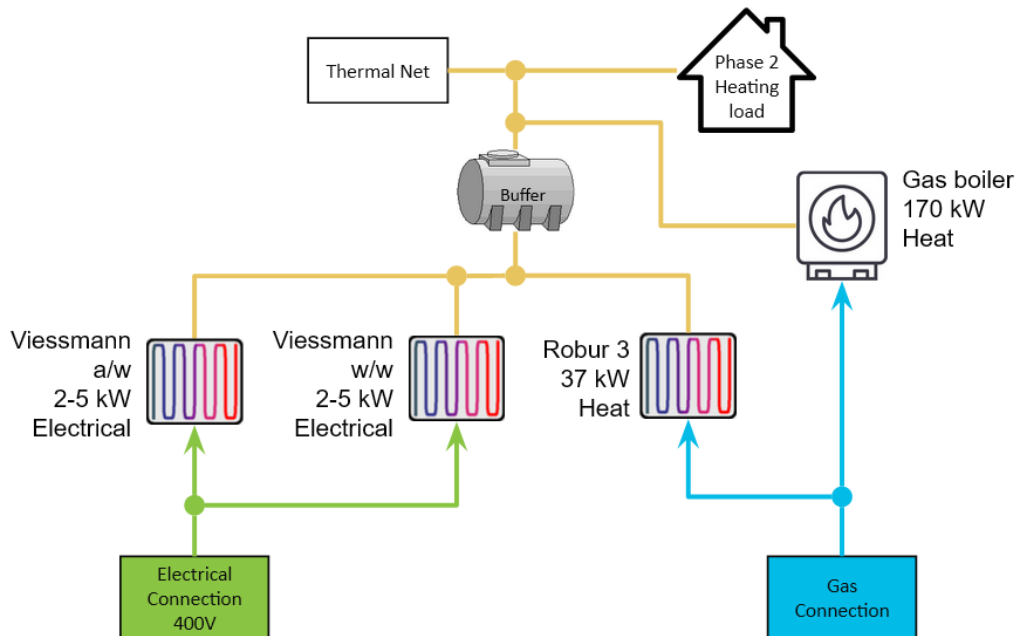 Thermal Net
Phase 2
Heating
load
Buffer
Gas boiler
170 kW
Heat
Viessmann
a/w
2-5 kW
Electrical
Viessmann
w/w
2-5 kW
Electrical
Robur 3
37 kW
Heat
Electrical
Connection
400V
Gas
Connection